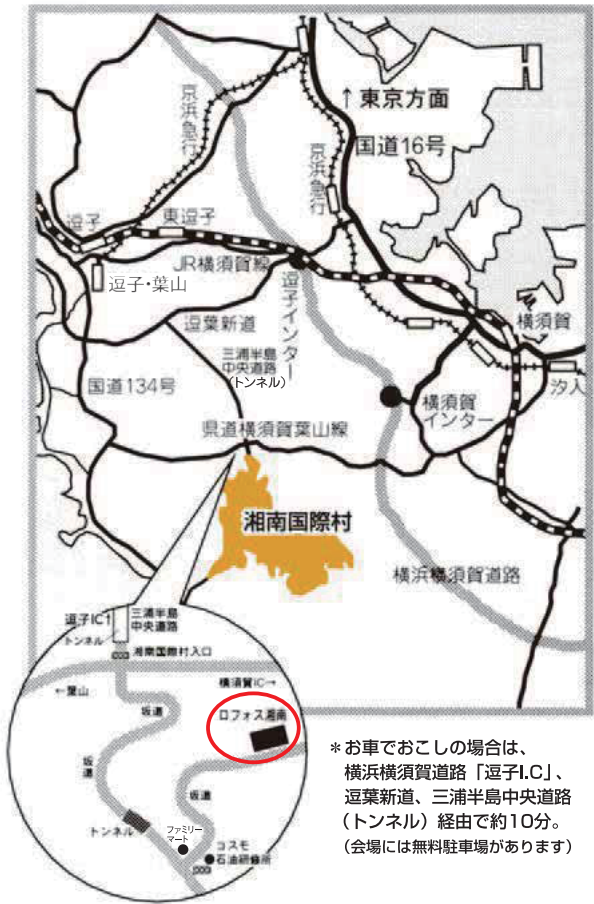 京浜急行
↑東京方面
国道16号
京浜急行
逗子
東逗子
JR横須賀線
逗子・葉山
逗子インター
横須賀
逗葉新道
三浦半島
中央道路
(トンネル)
国道134号
汐入
横須賀
インター
県道横須賀葉山線
湘南国際村
横浜横須賀道路
逗子IC↑
三浦半島
中央道路
トンネル
湘南国際村入口
←葉山
横須賀IC→
坂道
ロフォス湘南
坂道
坂道
トンネル
ファミリー
マート
コスモ
石油研修所
*お車でおこしの場合は、
横浜横須賀道路「逗子I.C」、
逗葉新道、三浦半島中央道路
(トンネル)経由で約10分。
(会場には無料駐車場があります)